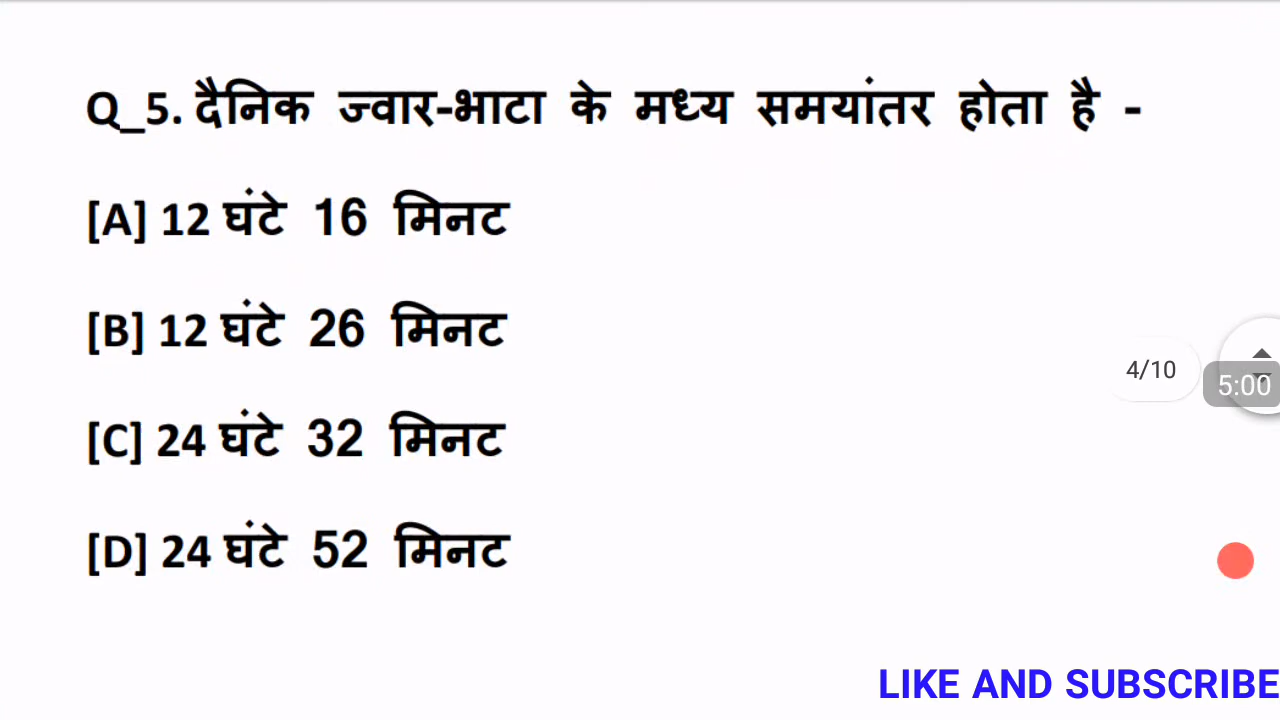 Q_5. दैनिक ज्वार-भाटा के मध्य समयांतर होता है -
[A] 12 घंटे 16 मिनट
[B] 12 घंटे 26 मिनट
4/10
5:00
[C] 24 घंटे 32 मिनट
[D] 24 घंटे 52 मिनट
LIKE AND SUBSCRIBE